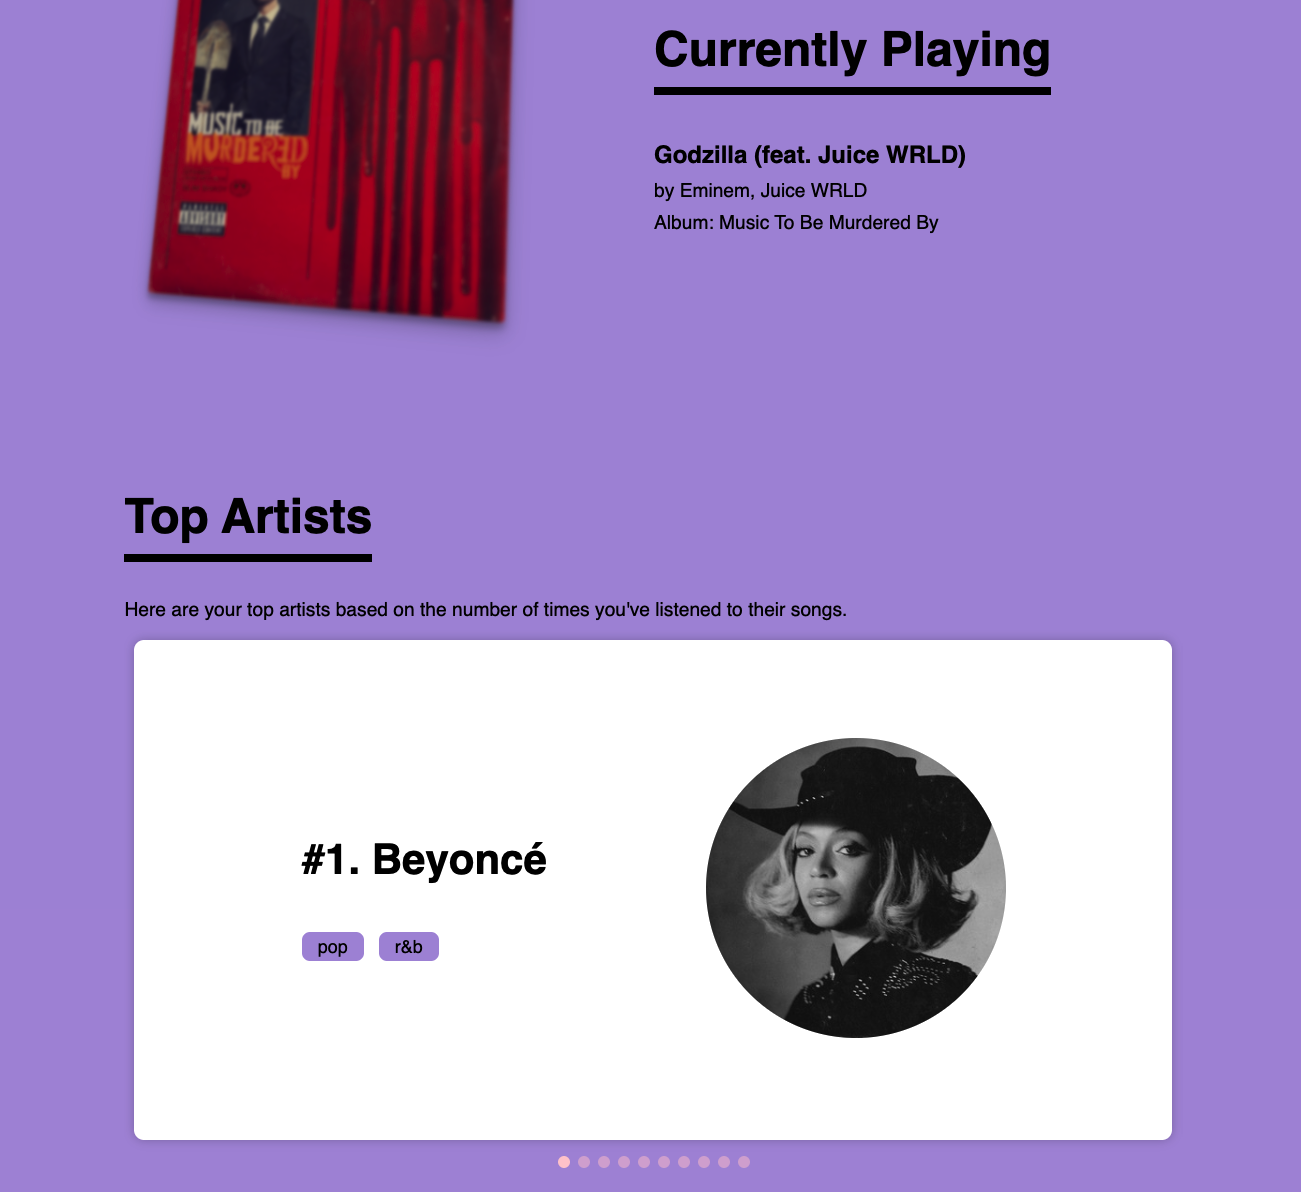 MUSIC TO BE
MURDERED
BY
Currently Playing
Godzilla (feat. Juice WRLD)
by Eminem, Juice WRLD
Album: Music To Be Murdered By
Top Artists
Here are your top artists based on the number of times you've listened to their songs.
#1. Beyoncé
pop
r&b